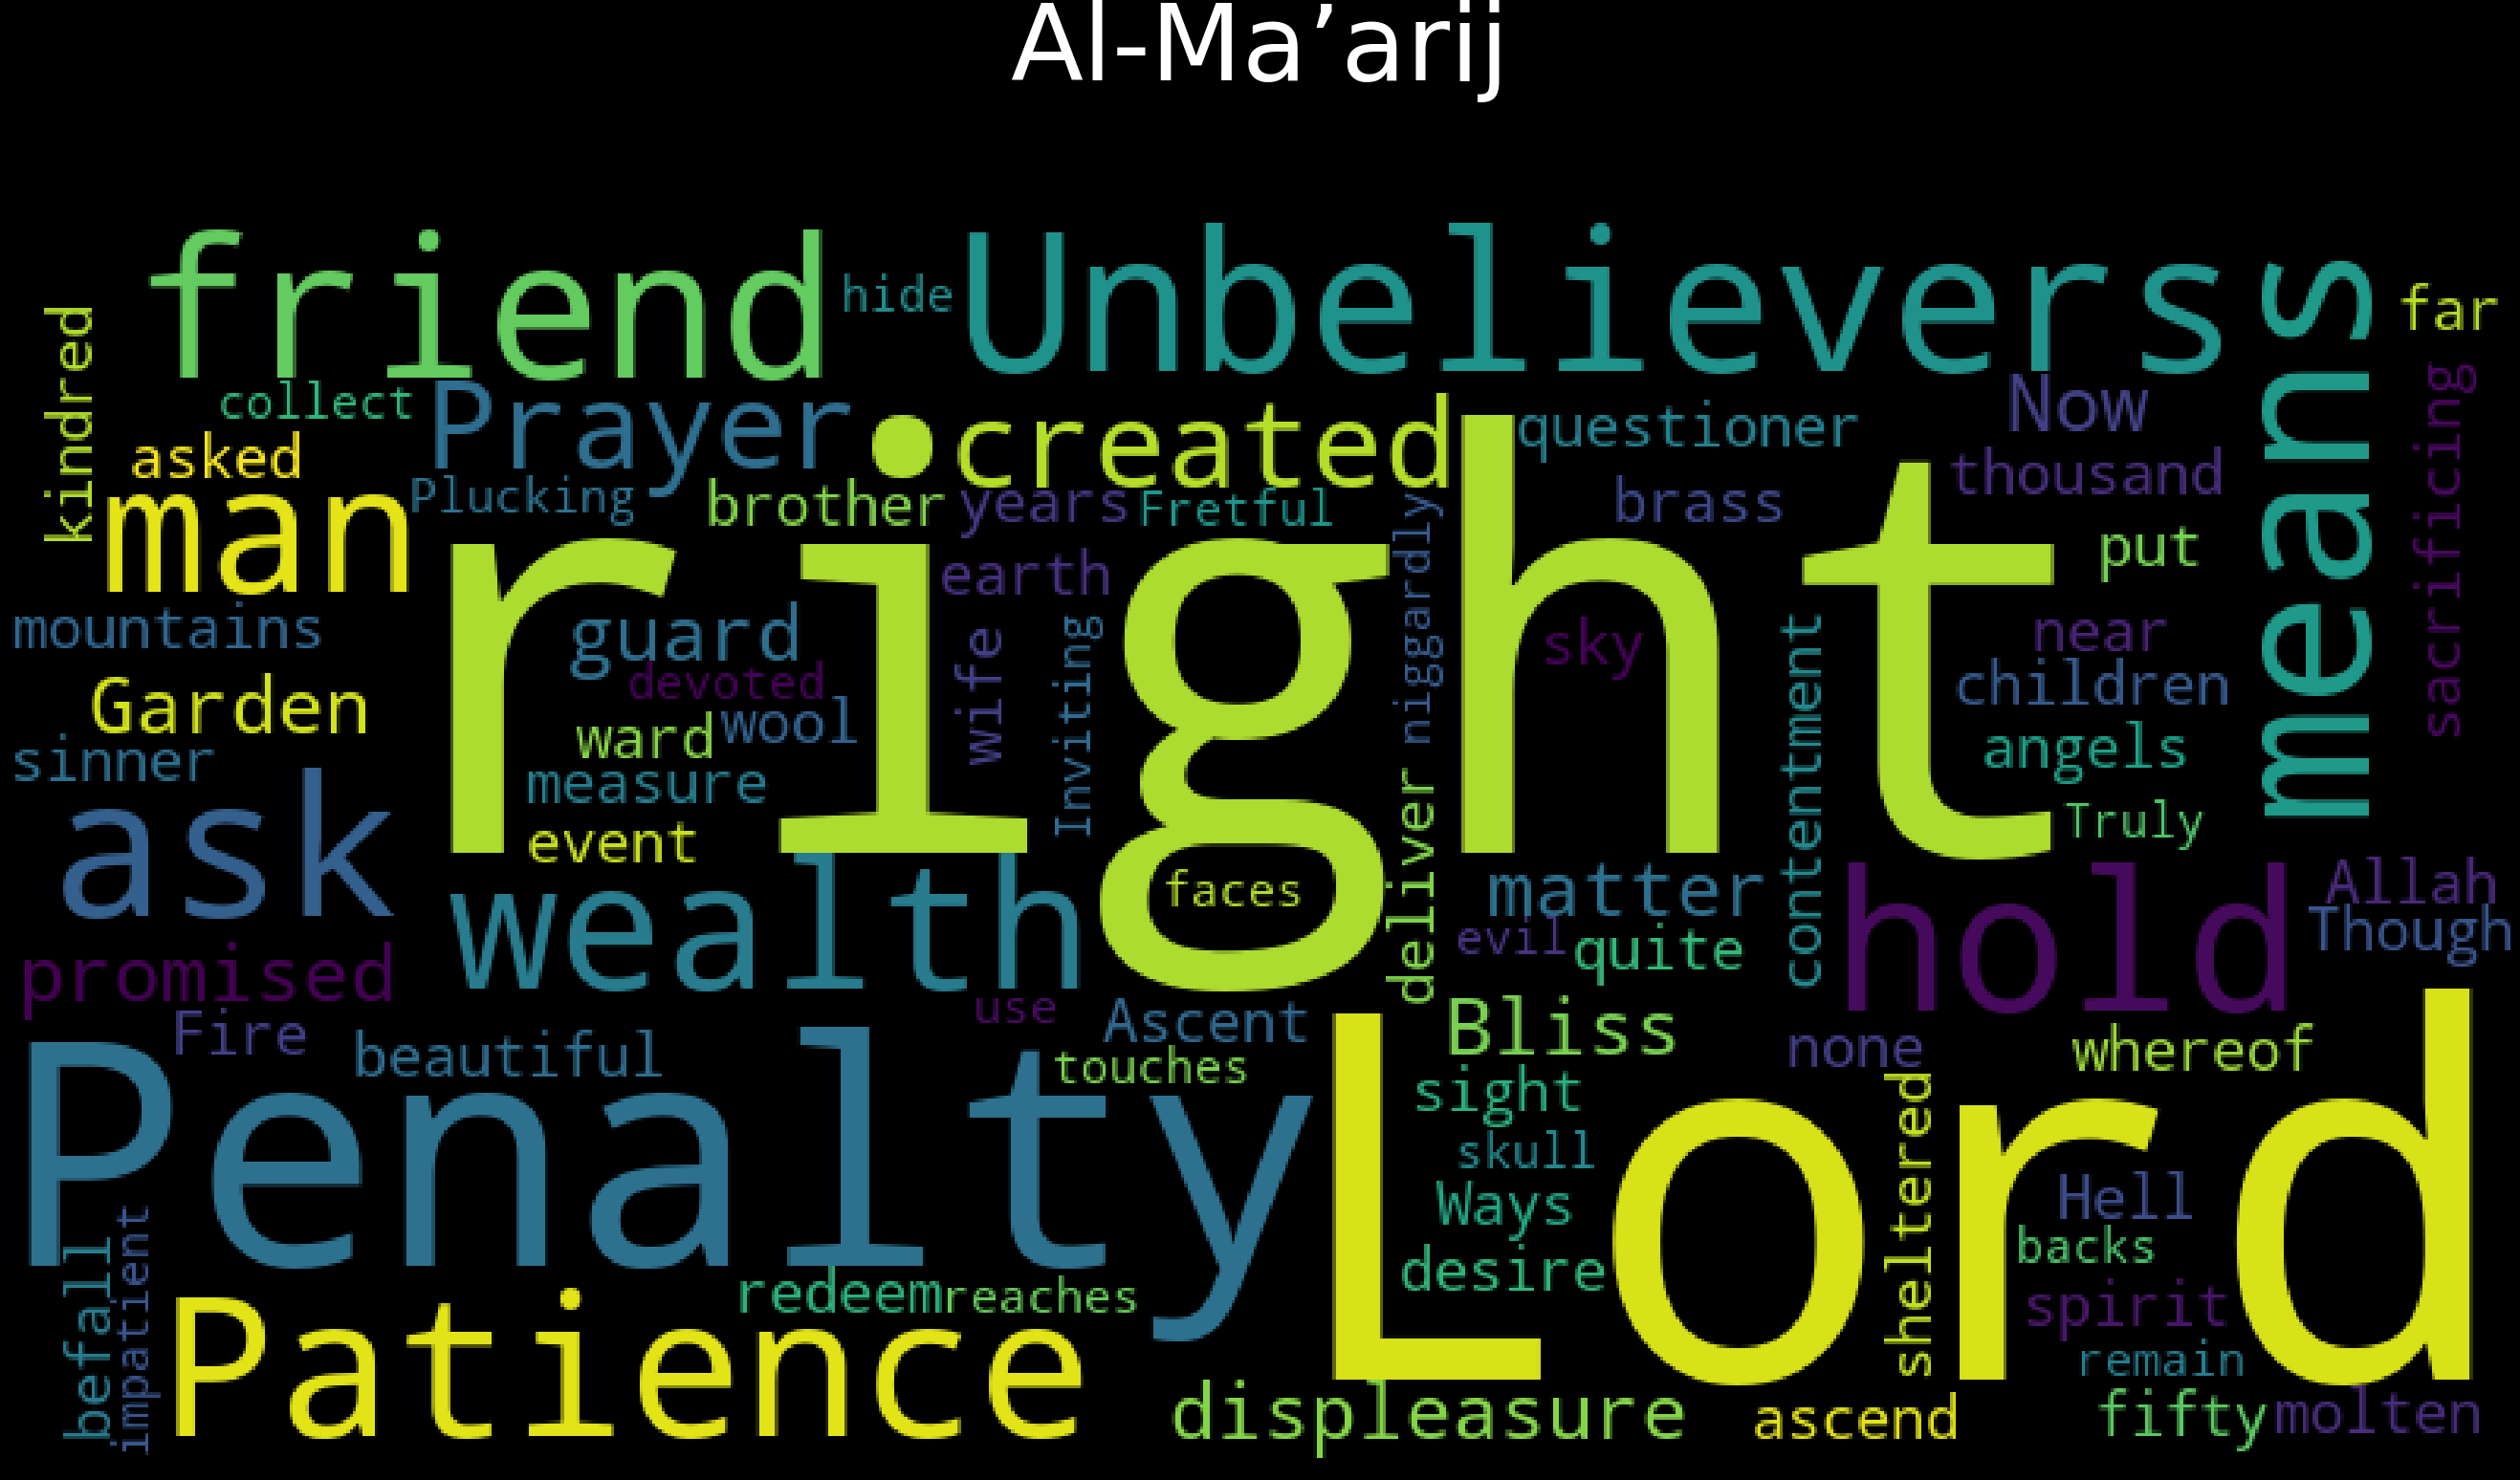 Al-Ma’arij
friend
hide
Unbelievers
means
far
kindred
collect
Prayer
created
questioner
Now
sacrificing
asked
man
Plucking
brother
years
Fretful
niggardly
brass
thousand
put
right
earth
mountains
guard
wife
Inviting
sky
contentment
near
devoted
children
Garden
ward
wool
sinner
measure
angels
ask
event
deliver
Truly
wealth
faces
matter
hold
Allah
Though
promised
evil
quite
use
Fire
beautiful
Ascent
Bliss
none
whereof
touches
Penalty
Lord
sight
sheltered
skull
Ways
Hell
befall
impatient
redeem
reaches
desire
backs
spirit
Patience
remain
displeasure
ascend
fifty
molten